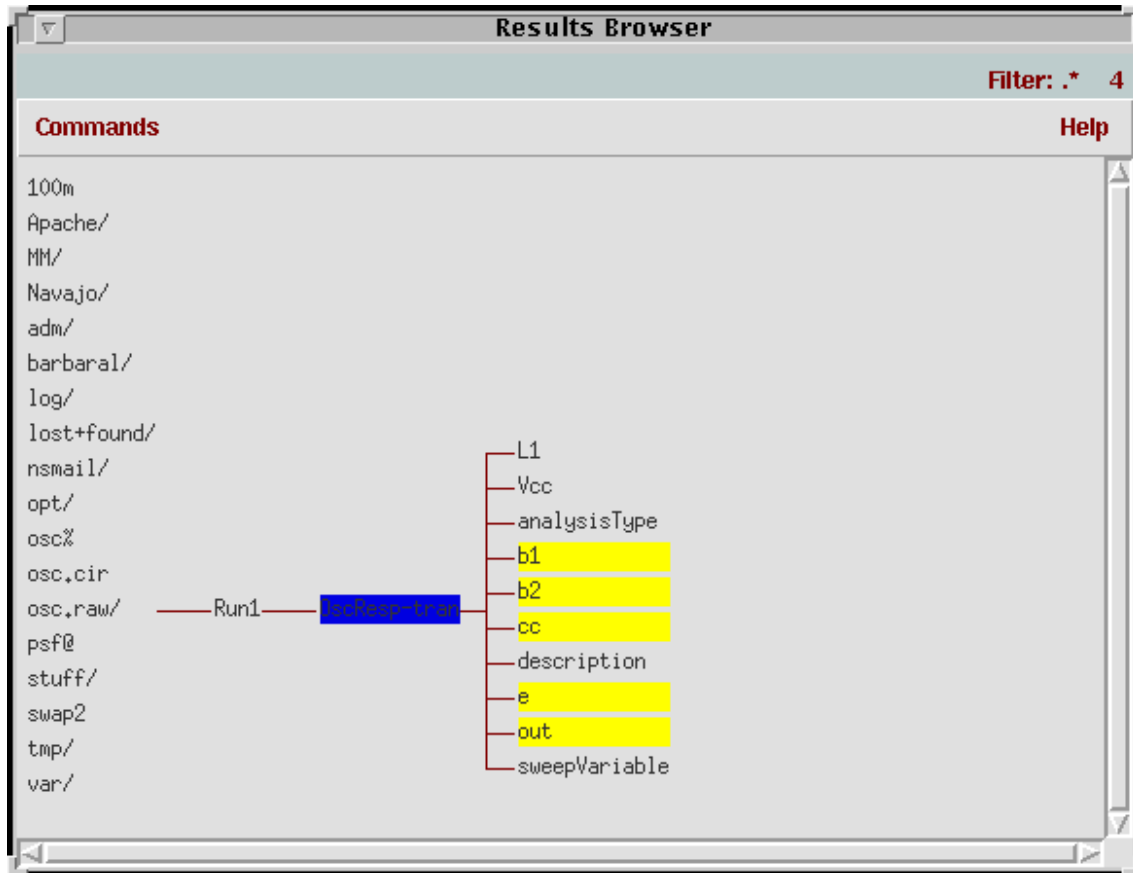 Results Browser
Filter: .* 4
Commands Help
100m
Apache/
MM/
Navajo/
adm/
barbaral/
log/
lost+found/
nsmail/
opt/
osc%
osc.cir
osc.raw/ Run1 OscResp-tran
psf@
stuff/
swap2
tmp/
var/
L1
Vcc
analysisType
b1
b2
cc
description
e
out
sweepVariable